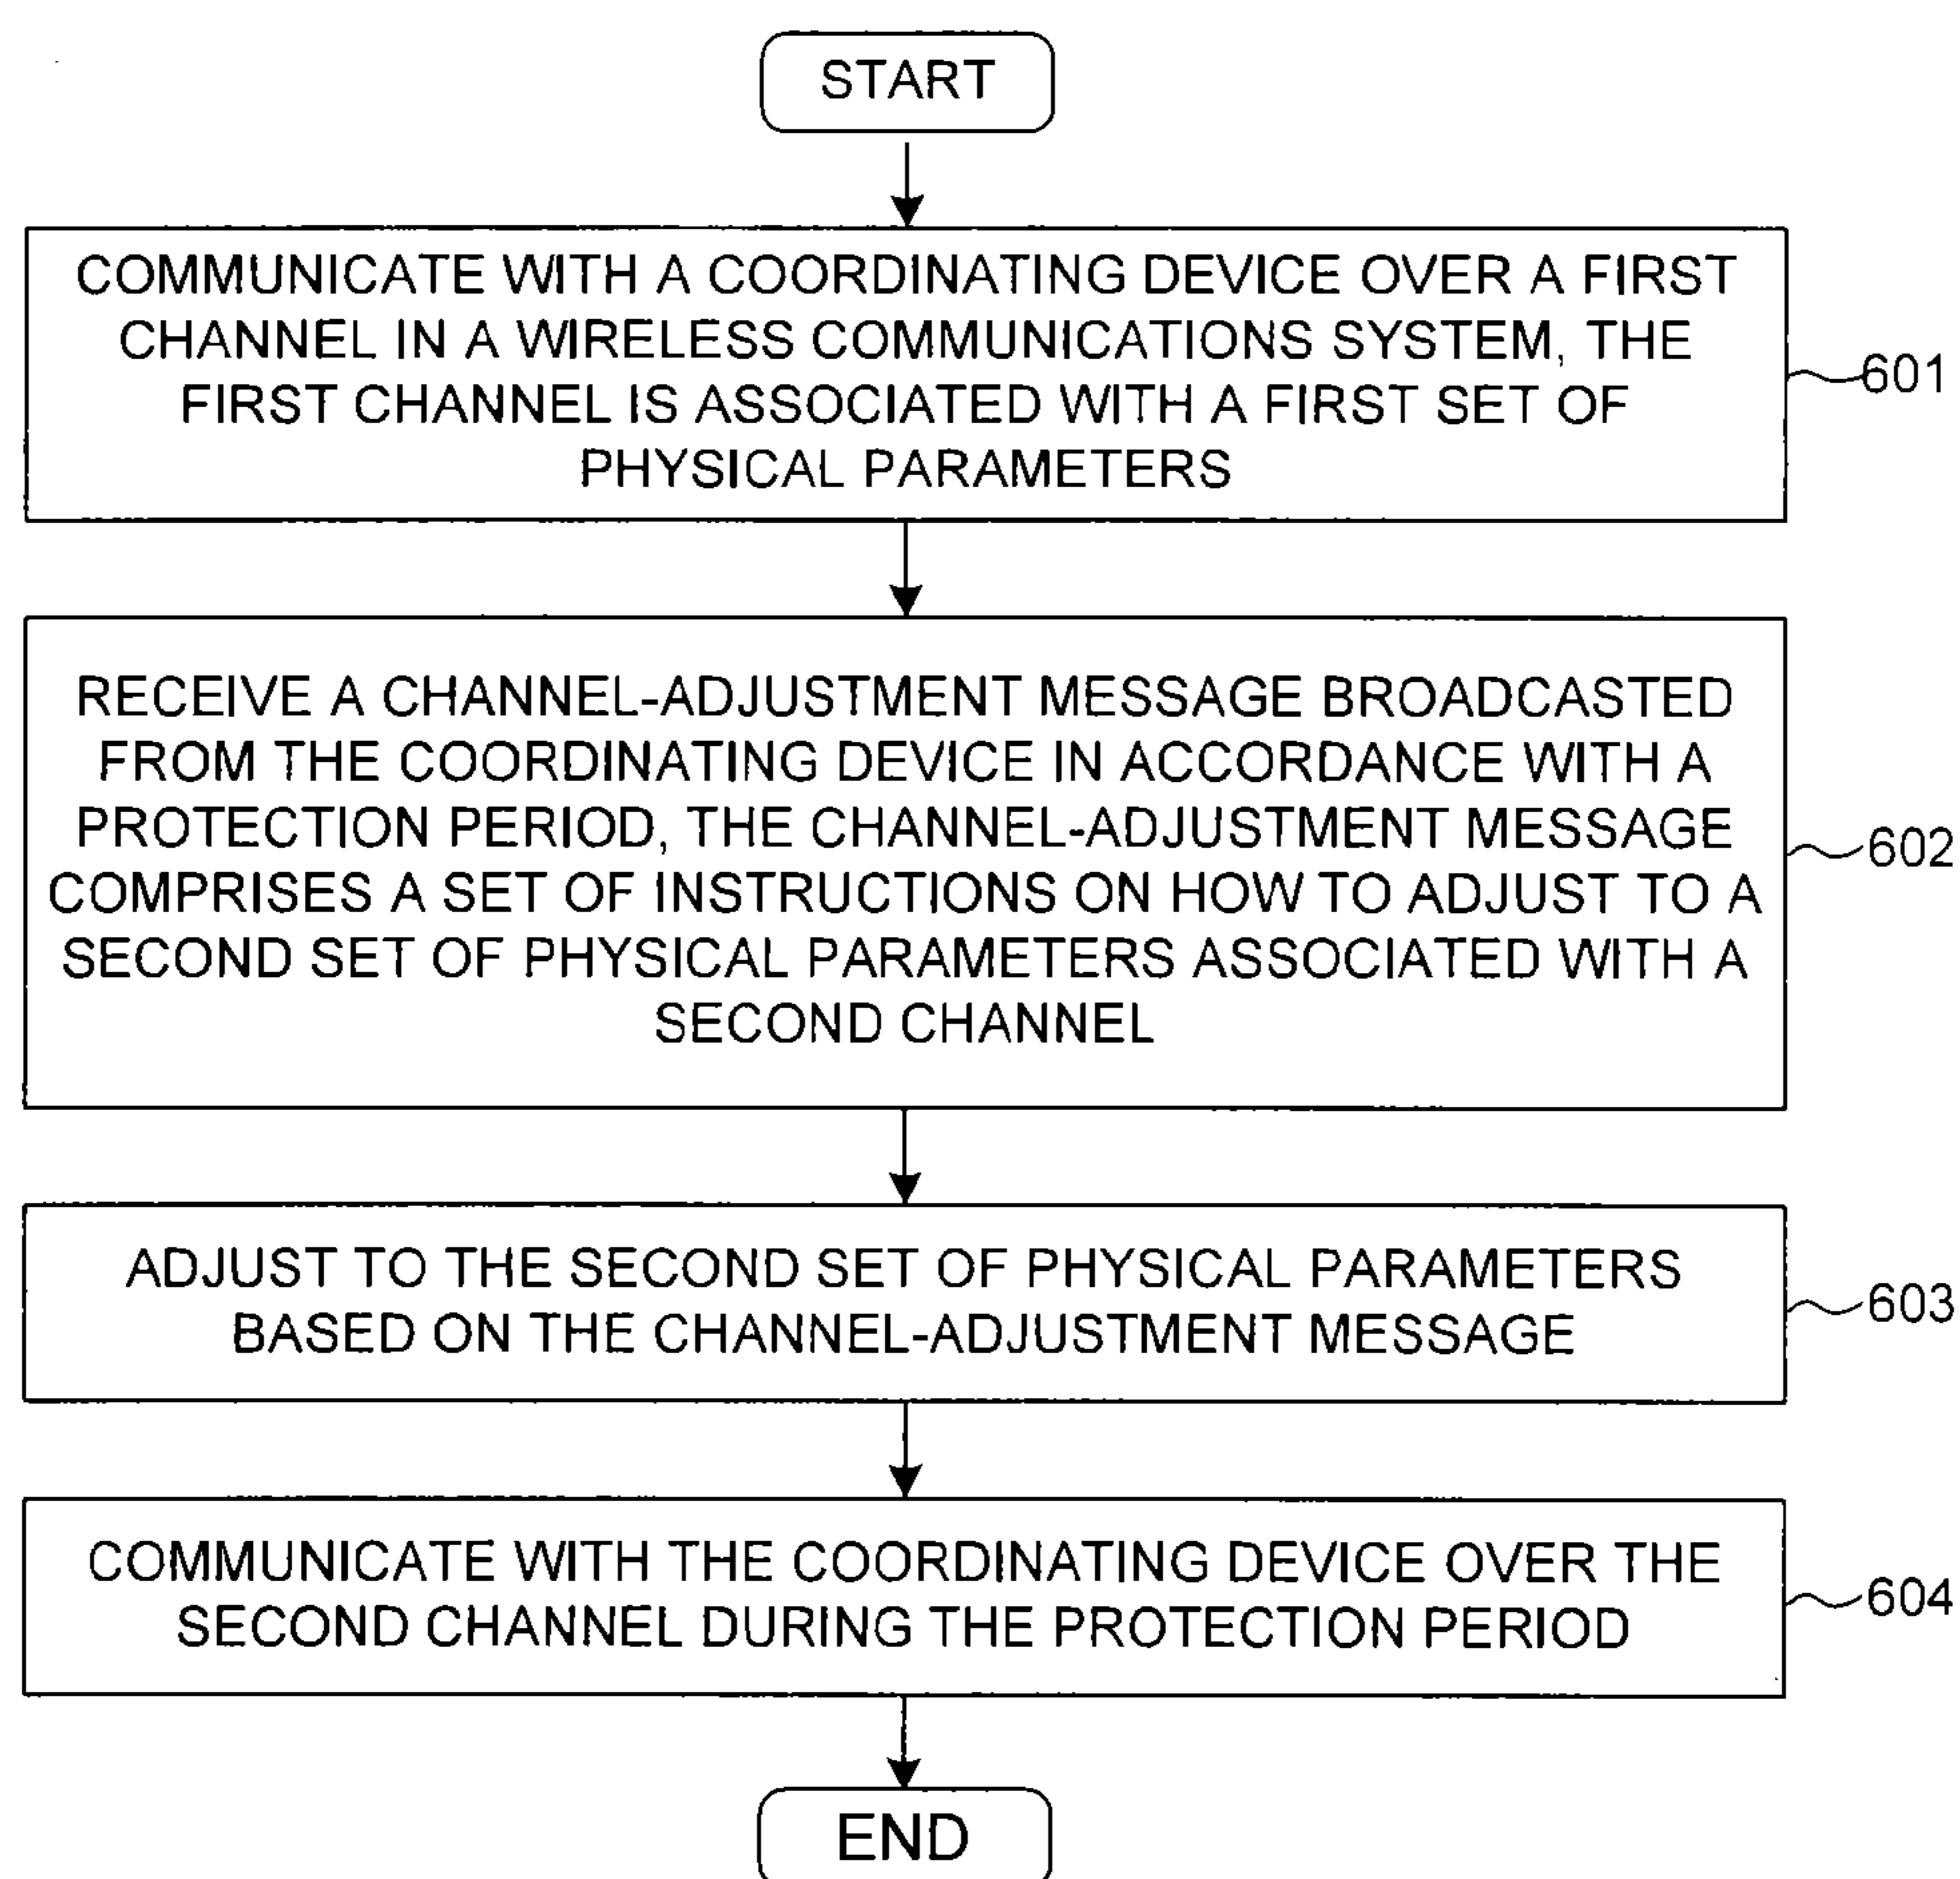 START
COMMUNICATE WITH A COORDINATING DEVICE OVER A FIRST
CHANNEL IN A WIRELESS COMMUNICATIONS SYSTEM, THE
FIRST CHANNEL IS ASSOCIATED WITH A FIRST SET OF
PHYSICAL PARAMETERS
601
RECEIVE A CHANNEL-ADJUSTMENT MESSAGE BROADCASTED
FROM THE COORDINATING DEVICE IN ACCORDANCE WITH A
PROTECTION PERIOD, THE CHANNEL-ADJUSTMENT MESSAGE
COMPRISES A SET OF INSTRUCTIONS ON HOW TO ADJUST TO A
SECOND SET OF PHYSICAL PARAMETERS ASSOCIATED WITH A
SECOND CHANNEL
602
ADJUST TO THE SECOND SET OF PHYSICAL PARAMETERS
BASED ON THE CHANNEL-ADJUSTMENT MESSAGE
603
COMMUNICATE WITH THE COORDINATING DEVICE OVER THE
SECOND CHANNEL DURING THE PROTECTION PERIOD
604
END